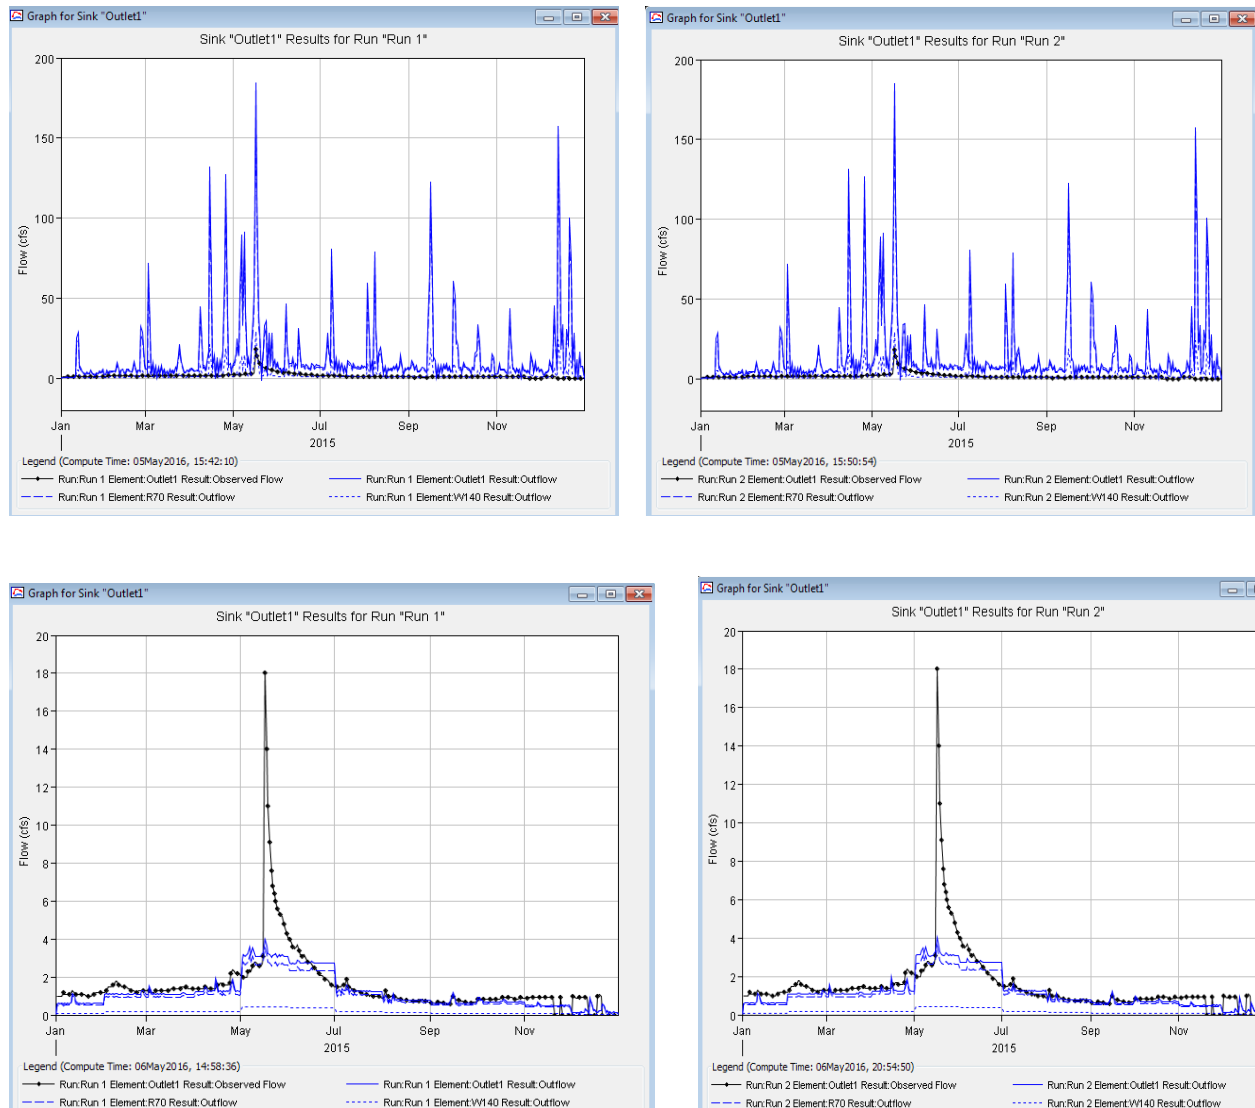 Graph for Sink "Outlet1"
Sink "Outlet1" Results for Run "Run 1"
200
150
100
50
0
Flow (cfs)
Jan Mar May Jul Sep Nov
2015
Legend (Compute Time: 05May2016, 15:42:10)
Run:Run 1 Element:Outlet1 Result:Observed Flow Run:Run 1 Element:Outlet1 Result:Outflow
Run:Run 1 Element:R70 Result:Outflow Run:Run 1 Element:W140 Result:Outflow
Graph for Sink "Outlet1"
Sink "Outlet1" Results for Run "Run 2"
200
150
100
50
0
Flow (cfs)
Jan Mar May Jul Sep Nov
2015
Legend (Compute Time: 05May2016, 15:50:54)
Run:Run 2 Element:Outlet1 Result:Observed Flow Run:Run 2 Element:Outlet1 Result:Outflow
Run:Run 2 Element:R70 Result:Outflow Run:Run 2 Element:W140 Result:Outflow
Graph for Sink "Outlet1"
Sink "Outlet1" Results for Run "Run 1"
20
18
16
14
12
10
8
6
4
2
0
Flow (cfs)
Jan Mar May Jul Sep Nov
2015
Legend (Compute Time: 06May2016, 14:58:36)
Run:Run 1 Element:Outlet1 Result:Observed Flow Run:Run 1 Element:Outlet1 Result:Outflow
Run:Run 1 Element:R70 Result:Outflow Run:Run 1 Element:W140 Result:Outflow
Graph for Sink "Outlet1"
Sink "Outlet1" Results for Run "Run 2"
20
18
16
14
12
10
8
6
4
2
0
Flow (cfs)
Jan Mar May Jul Sep Nov
2015
Legend (Compute Time: 06May2016, 20:54:50)
Run:Run 2 Element:Outlet1 Result:Observed Flow Run:Run 2 Element:Outlet1 Result:Outflow
Run:Run 2 Element:R70 Result:Outflow Run:Run 2 Element:W140 Result:Outflow